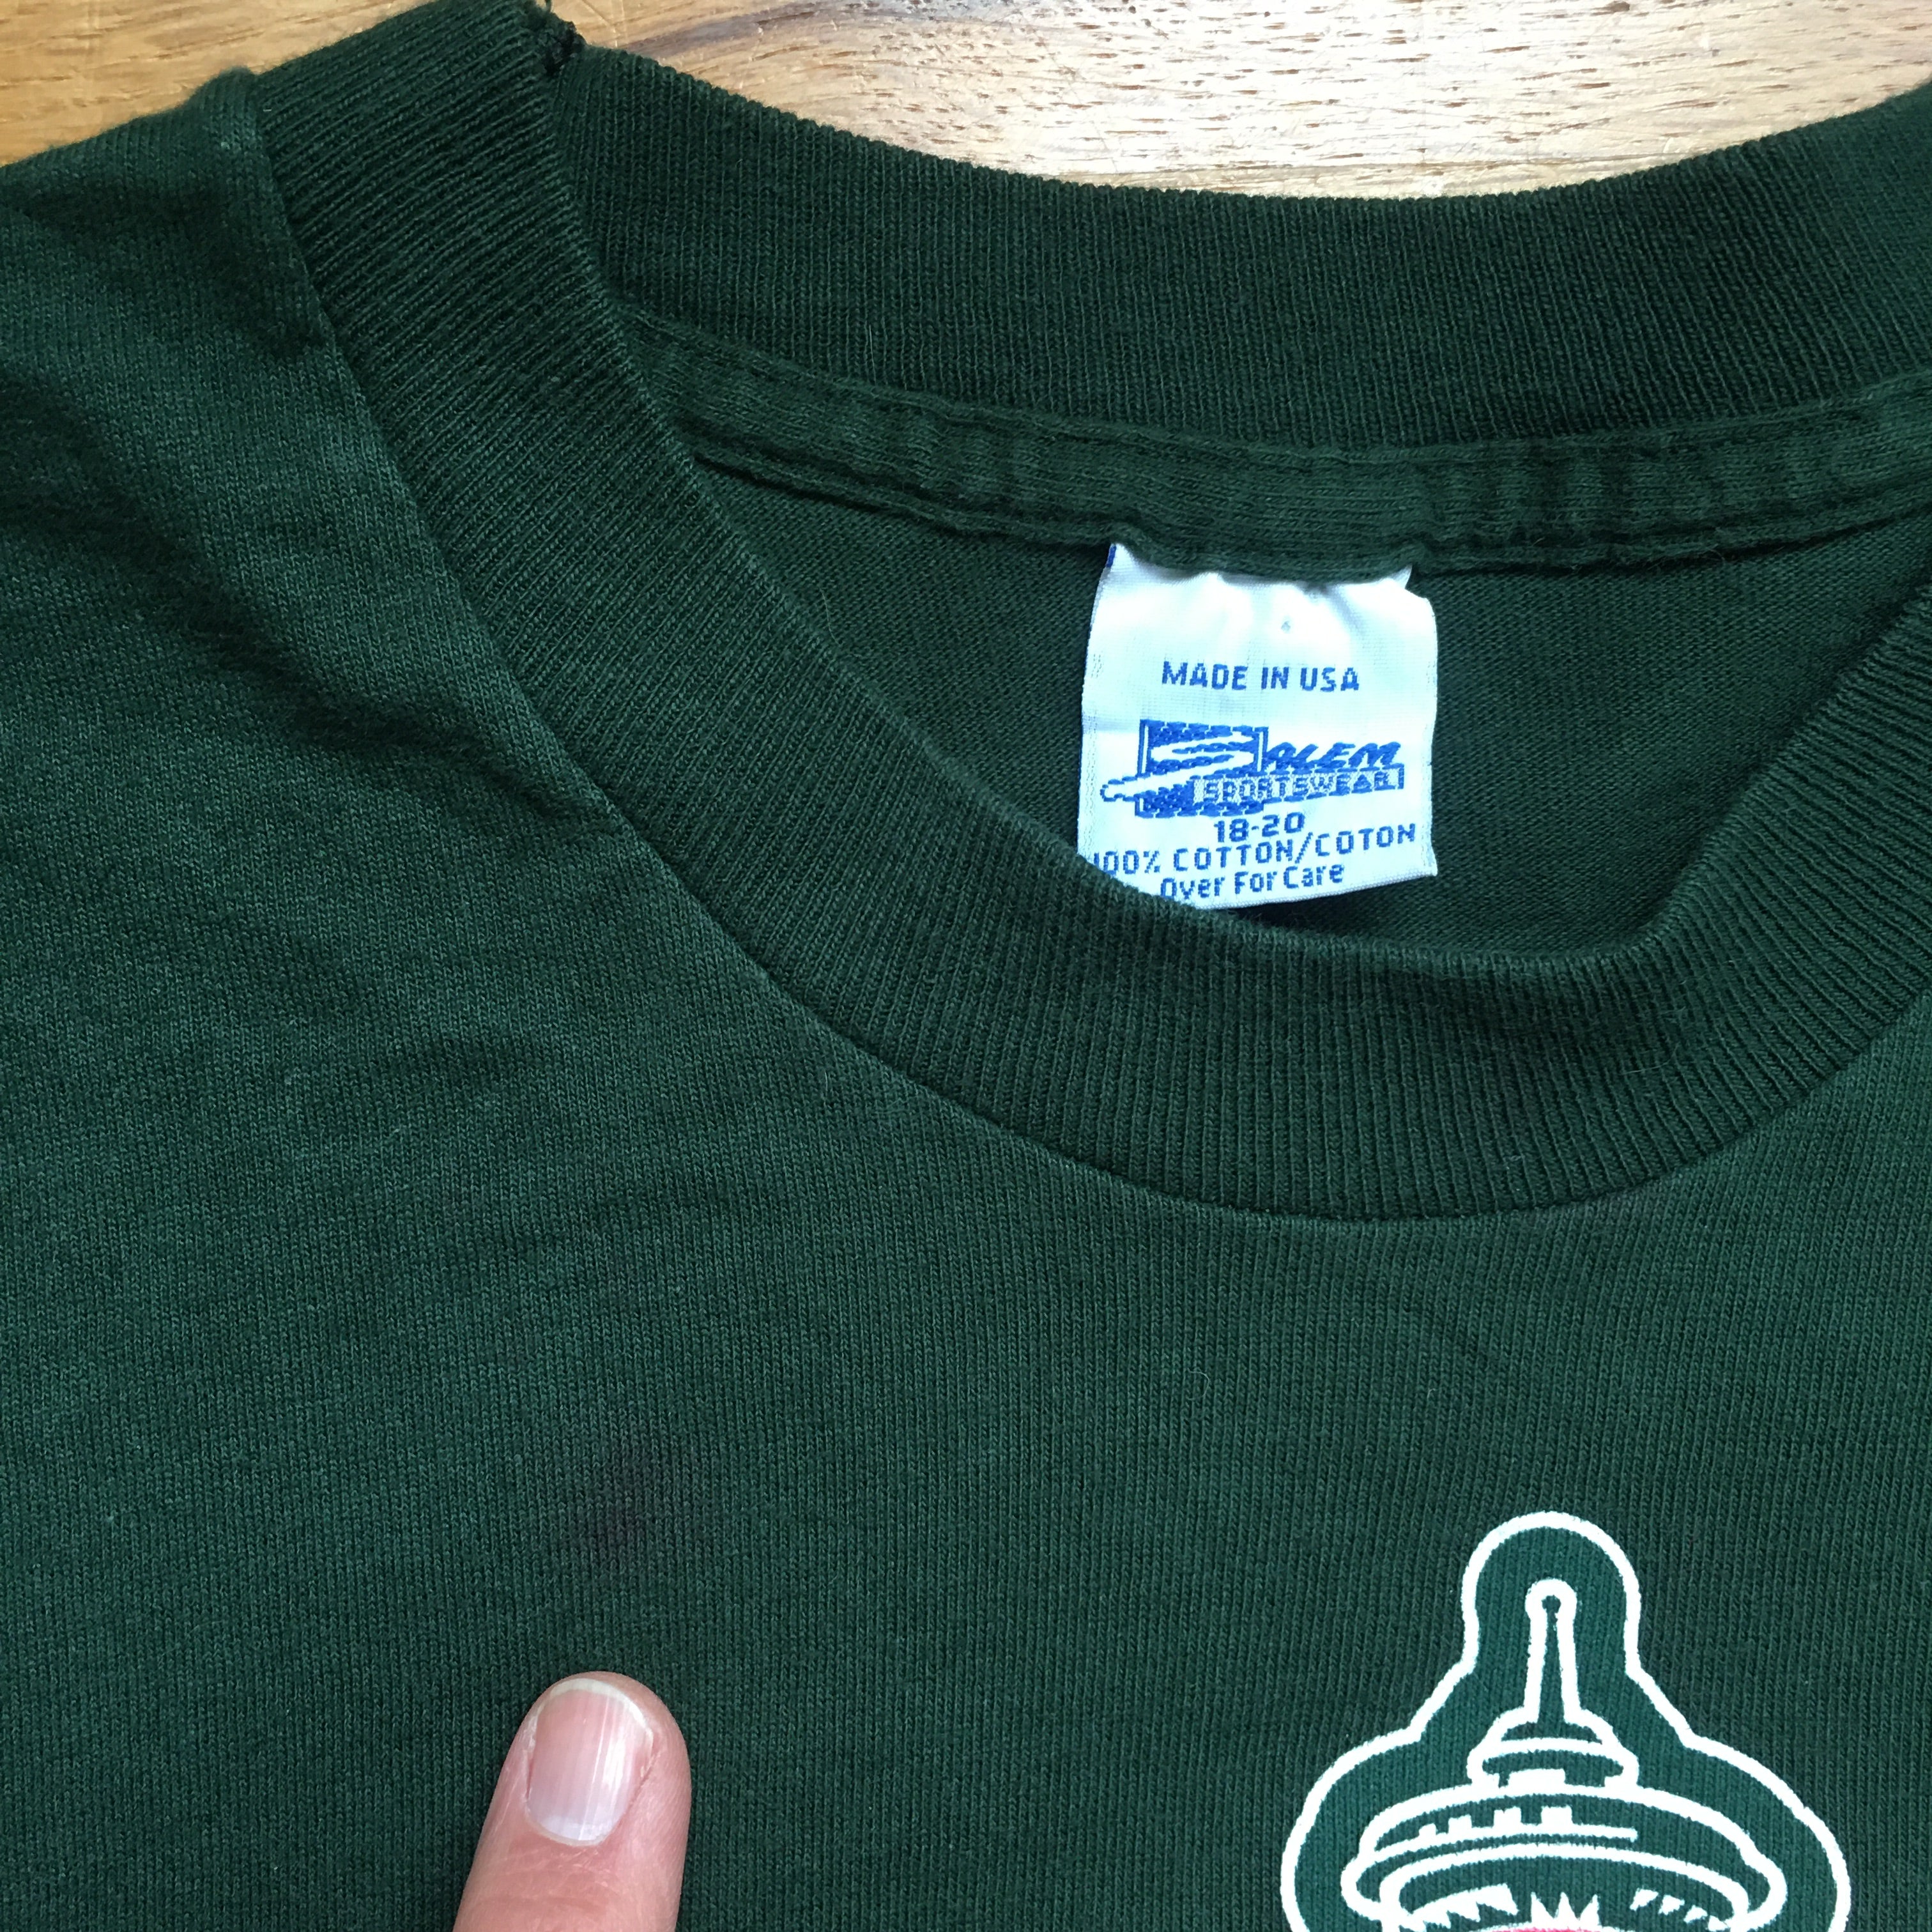 MADE IN USA
SALEM
SPORTSWEAR
18-20
100% COTTON/COTON
Over For Care